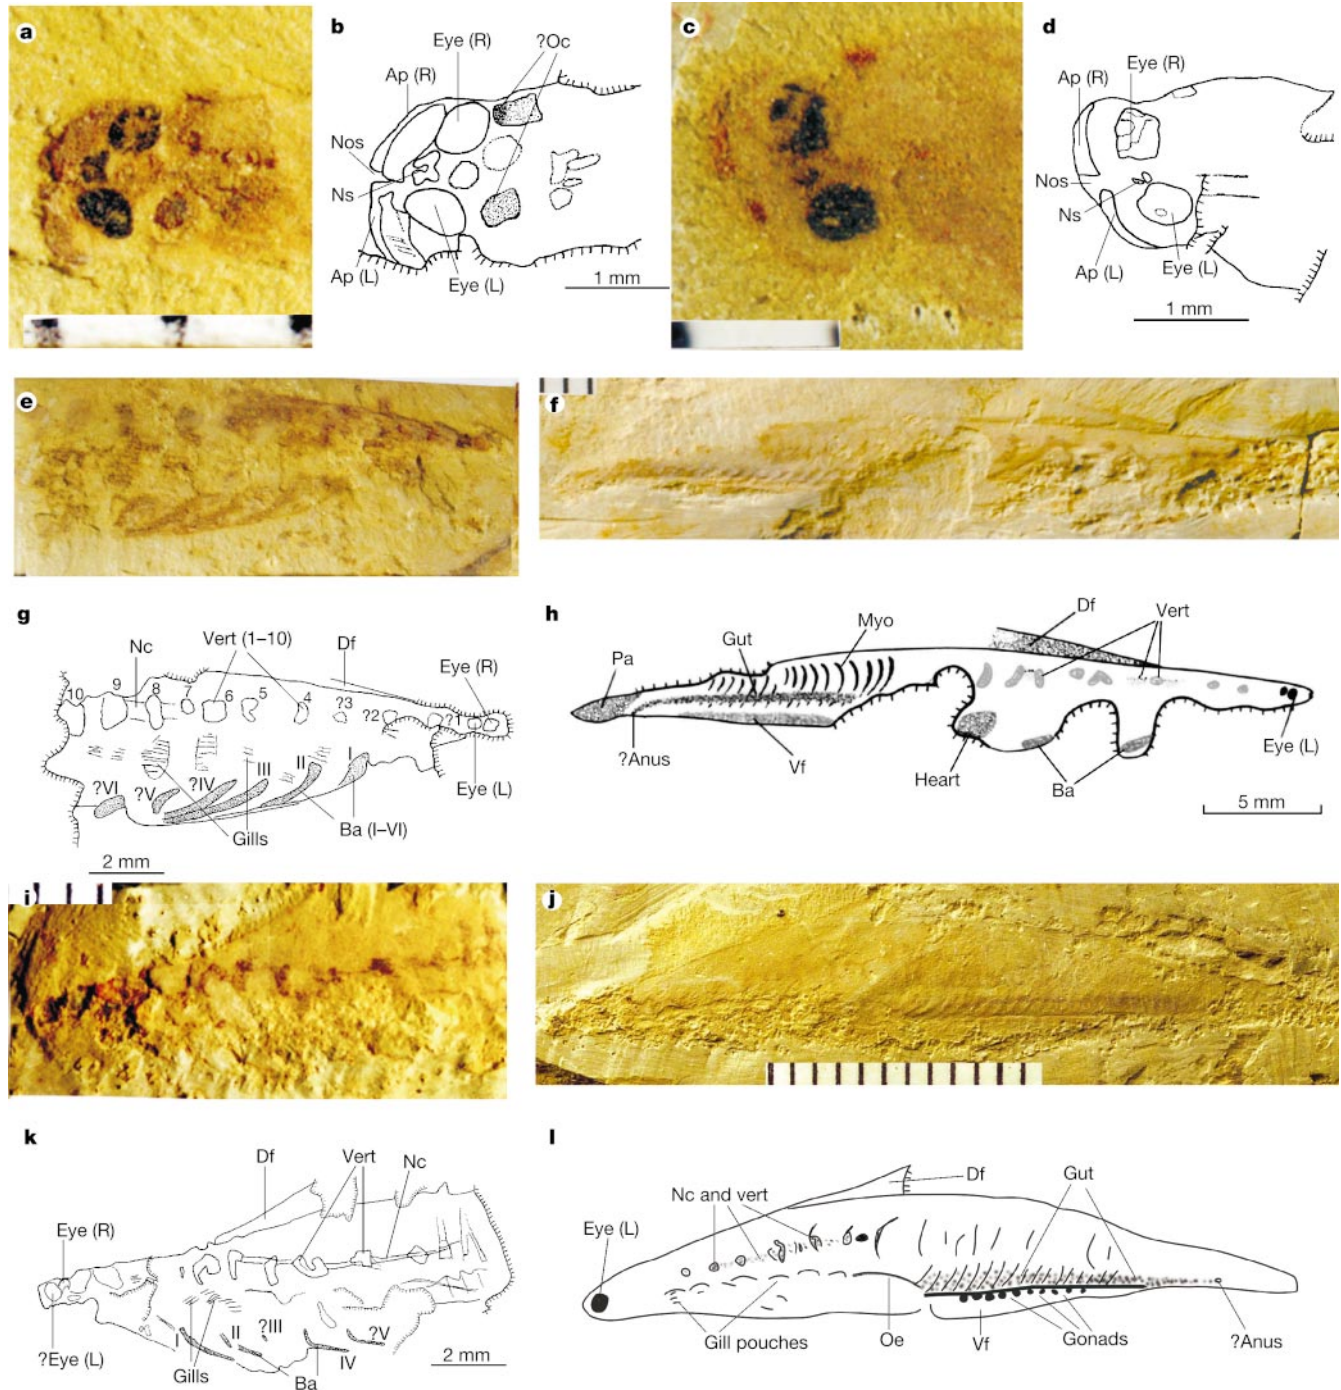 a
b
Eye (R)
?Oc
Ap (R)
Nos
Ns
Ap (L)
Eye (L)
1 mm
c
d
Ap (R)
Eye (R)
Nos
Ns
Ap (L)
Eye (L)
1 mm
e
f
g
Nc
Vert (1–10)
Df
Eye (R)
10
9
8
7
6
5
4
?3
?2
?1
?VI
?V
?IV
III
II
I
Eye (L)
Gills
Ba (I–VI)
2 mm
h
Df
Vert
Myo
Gut
Pa
?Anus
Vf
Heart
Ba
Eye (L)
5 mm
i
j
k
Df
Vert
Nc
Eye (R)
I
II
?III
?V
IV
?Eye (L)
Gills
Ba
2 mm
l
Df
Gut
Nc and vert
Eye (L)
Gill pouches
Oe
Vf
Gonads
?Anus